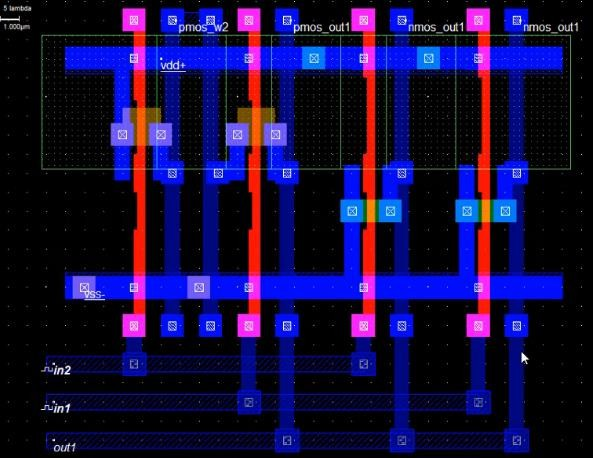 5 lambda
1.000µm
pmos_w2 pmos_out1 nmos_out1 nmos_out1
vdd+
vss-
in2
in1
out1